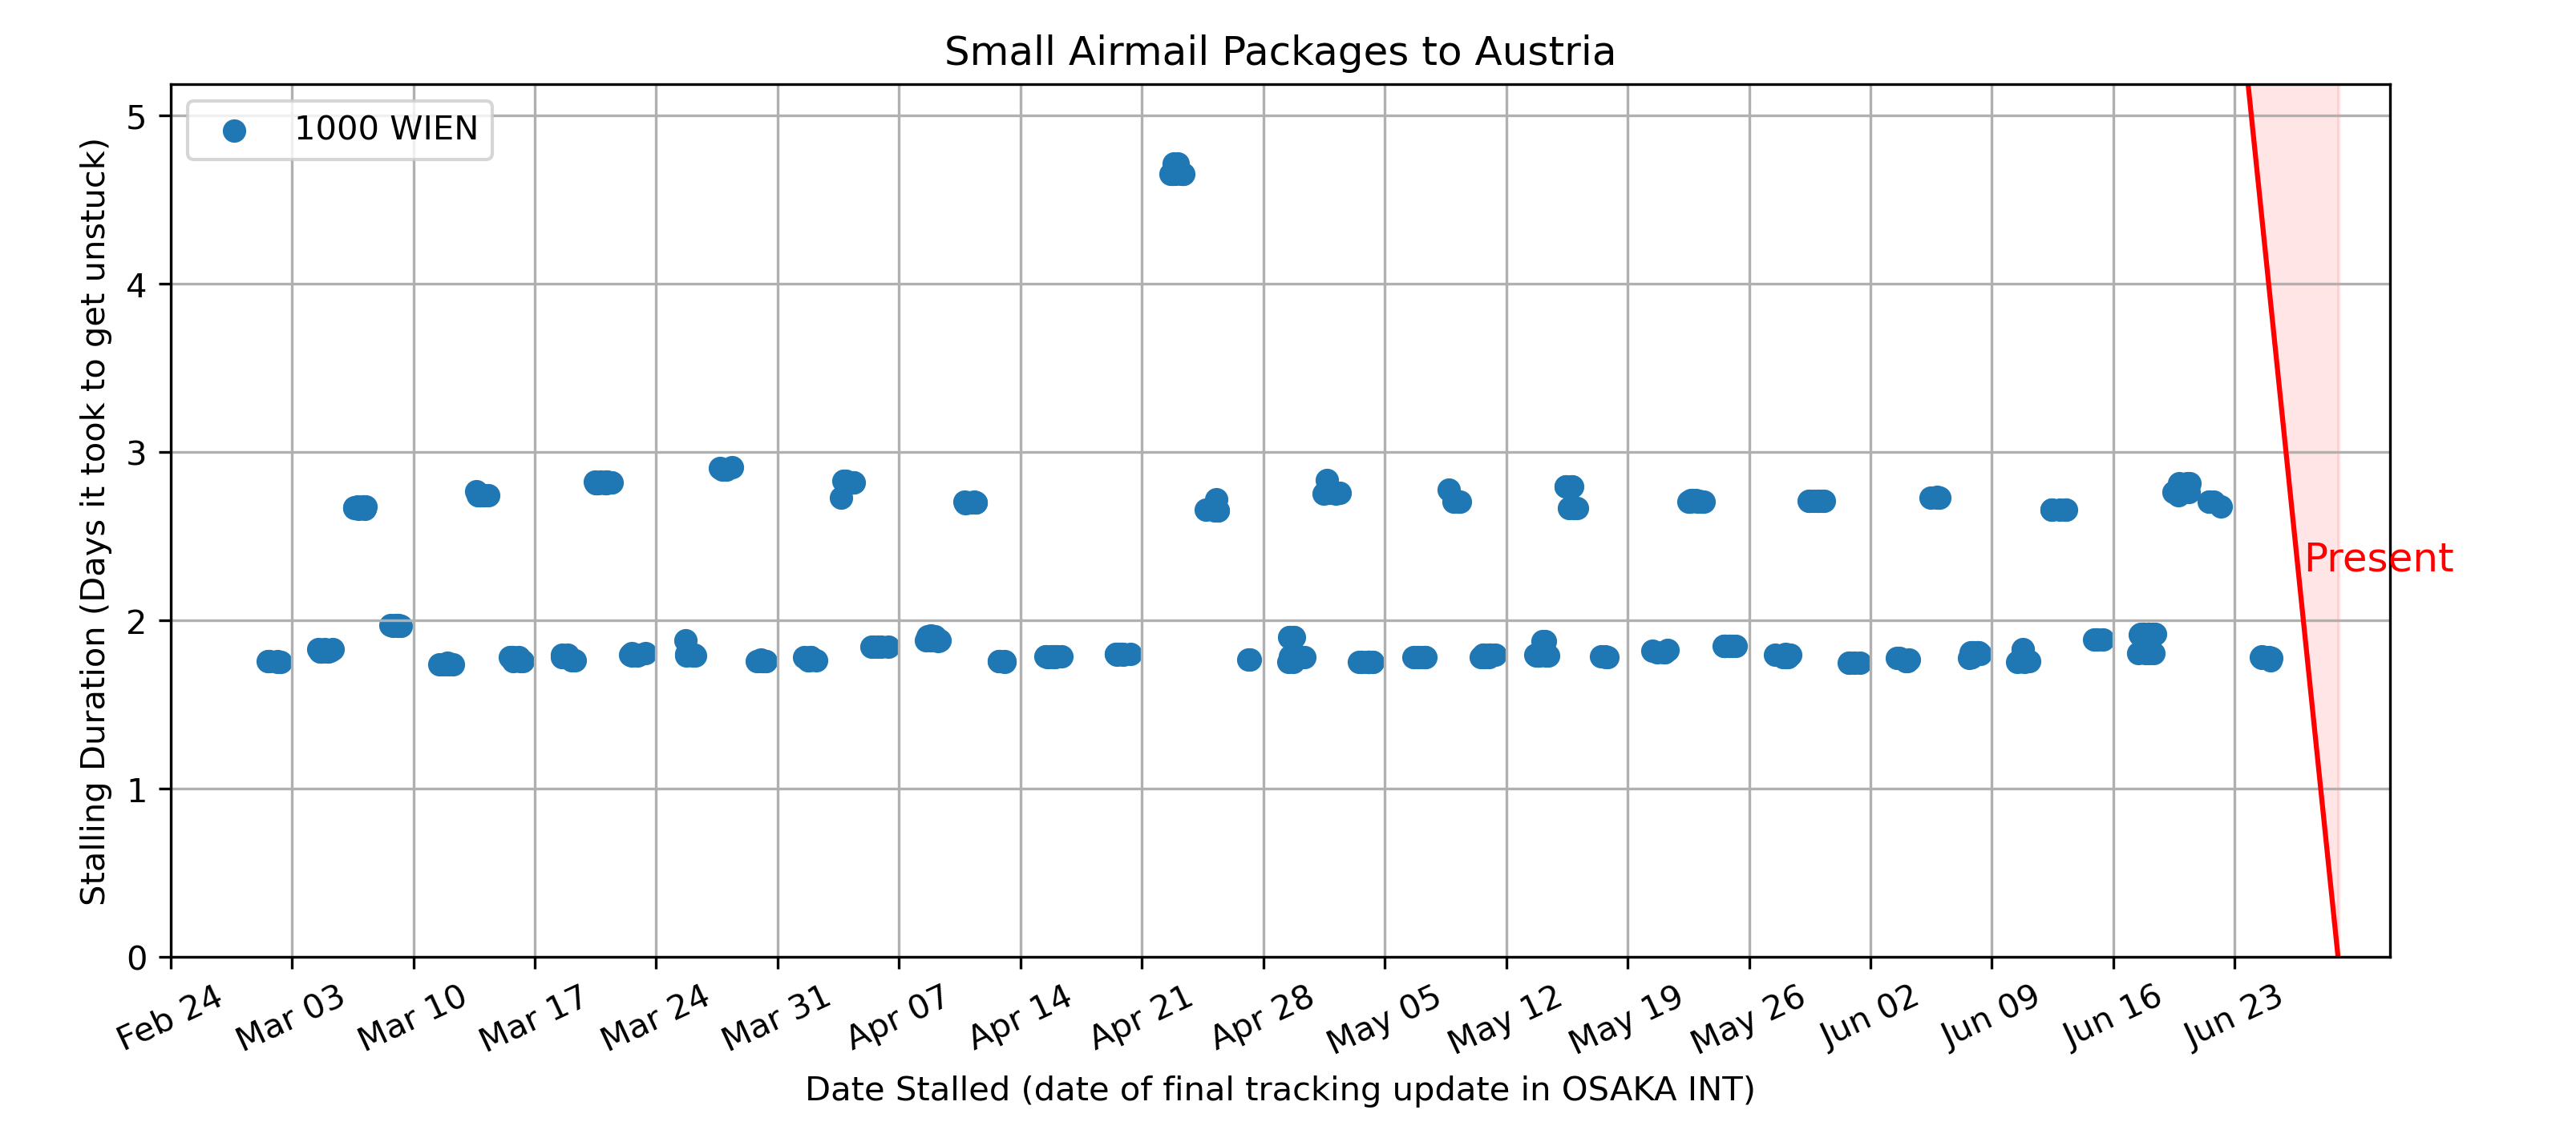 Small Airmail Packages to Austria
1000 WIEN
Stalling Duration (Days it took to get unstuck)
5
4
3
2
1
0
Present
Feb 24
Mar 03
Mar 10
Mar 17
Mar 24
Mar 31
Apr 07
Apr 14
Apr 21
Apr 28
May 05
May 12
May 19
May 26
Jun 02
Jun 09
Jun 16
Jun 23
Date Stalled (date of final tracking update in OSAKA INT)